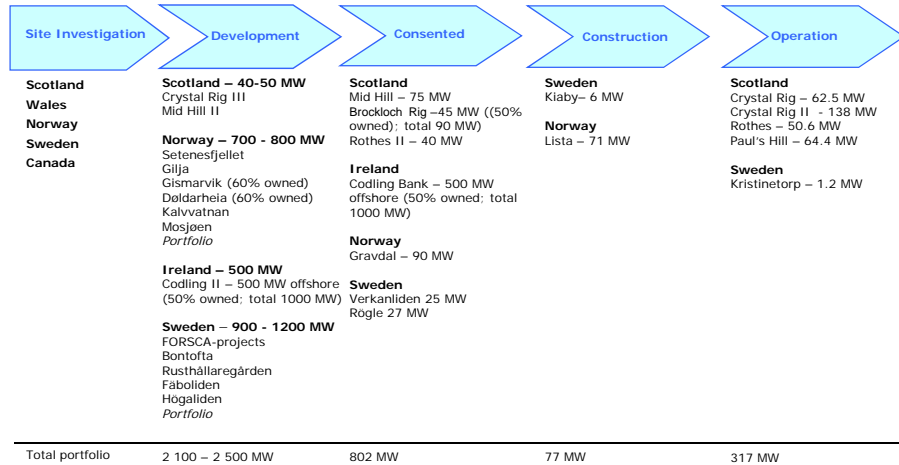 Site Investigation
Development
Consented
Construction
Operation
Scotland
Wales
Norway
Sweden
Canada
Scotland – 40-50 MW
Crystal Rig III
Mid Hill II
Norway – 700 - 800 MW
Setenesfjellet
Gilja
Gismarvik (60% owned)
Døldarheia (60% owned)
Kalvvatnan
Mosjøen
Portfolio
Ireland – 500 MW
Codling II – 500 MW offshore
(50% owned; total 1000 MW)
Sweden – 900 - 1200 MW
FORSCA-projects
Bontofta
Rusthållaregården
Fäboliden
Högaliden
Portfolio
Scotland
Mid Hill – 75 MW
Brockloch Rig –45 MW ((50%
owned); total 90 MW)
Rothes II – 40 MW
Ireland
Codling Bank – 500 MW
offshore (50% owned; total
1000 MW)
Norway
Gravdal – 90 MW
Sweden
Verkanliden 25 MW
Rögle 27 MW
Sweden
Kiaby– 6 MW
Norway
Lista – 71 MW
Scotland
Crystal Rig – 62.5 MW
Crystal Rig II - 138 MW
Rothes – 50.6 MW
Paul's Hill – 64.4 MW
Sweden
Kristinetorp – 1.2 MW
Total portfolio
2 100 – 2 500 MW
802 MW
77 MW
317 MW